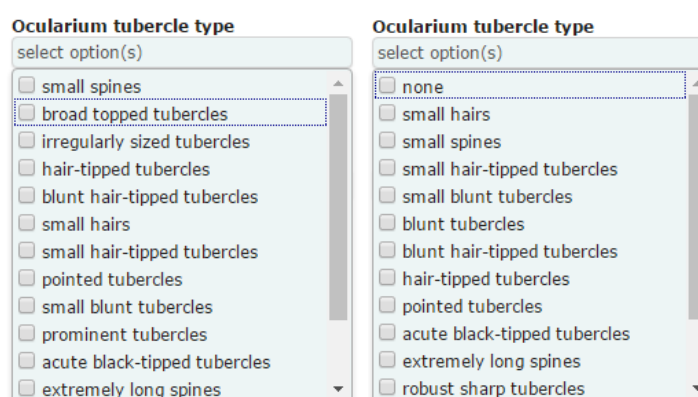 Ocularium tubercle type
select option(s)
small spines
broad topped tubercles
irregularly sized tubercles
hair-tipped tubercles
blunt hair-tipped tubercles
small hairs
small hair-tipped tubercles
pointed tubercles
small blunt tubercles
prominent tubercles
acute black-tipped tubercles
extremely long spines
Ocularium tubercle type
select option(s)
none
small hairs
small spines
small hair-tipped tubercles
small blunt tubercles
blunt tubercles
blunt hair-tipped tubercles
hair-tipped tubercles
pointed tubercles
acute black-tipped tubercles
extremely long spines
robust sharp tubercles